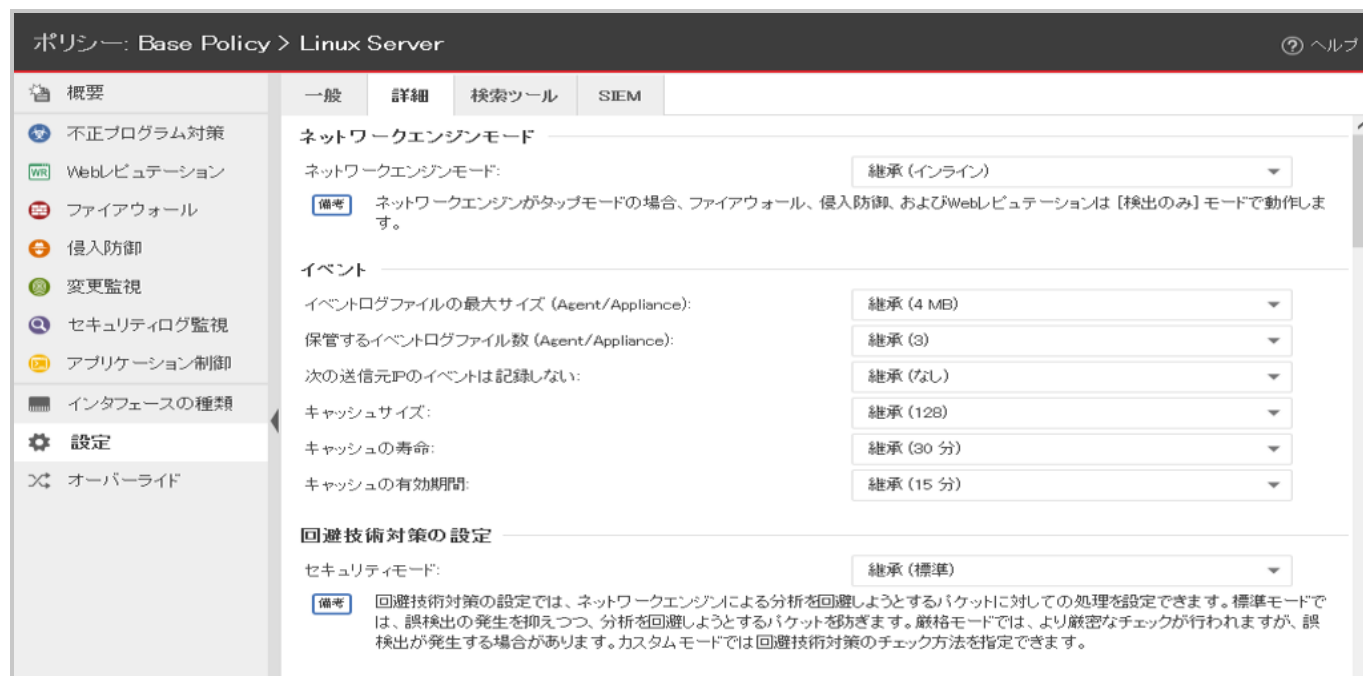 ポリシー: Base Policy > Linux Server
ヘルプ
概要
不正プログラム対策
WR Webレピュテーション
ファイアウォール
侵入防御
変更監視
セキュリティログ監視
アプリケーション制御
インタフェースの種類
設定
オーバーライド
一般 詳細 検索ツール SIEM
ネットワークエンジンモード
ネットワークエンジンモード: 継承 (インライン)
備考 ネットワークエンジンがタップモードの場合、ファイアウォール、侵入防御、およびWebレピュテーションは [検出のみ] モードで動作しま
す。
イベント
イベントログファイルの最大サイズ (Agent/Appliance): 継承 (4 MB)
保管するイベントログファイル数 (Agent/Appliance): 継承 (3)
次の送信元IPのイベントは記録しない: 継承 (なし)
キャッシュサイズ: 継承 (128)
キャッシュの寿命: 継承 (30 分)
キャッシュの有効期間: 継承 (15 分)
回避技術対策の設定
セキュリティモード: 継承 (標準)
備考 回避技術対策の設定では、ネットワークエンジンによる分析を回避しようとするパケットに対しての処理を設定できます。標準モードで
は、誤検出の発生を抑えつつ、分析を回避しようとするパケットを防ぎます。厳格モードでは、より厳密なチェックが行われますが、誤
検出が発生する場合があります。カスタムモードでは回避技術対策のチェック方法を指定できます。